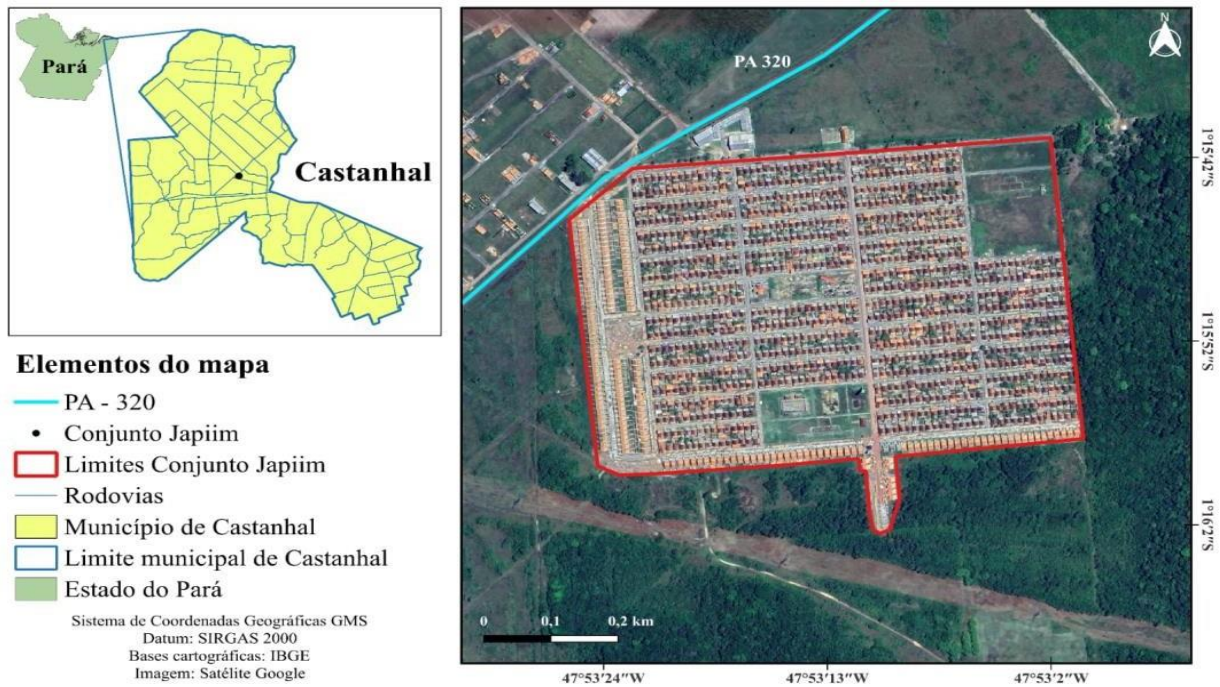 Pará
Castanhal
Elementos do mapa
PA - 320
Conjunto Japiim
Limites Conjunto Japiim
Rodovias
Município de Castanhal
Limite municipal de Castanhal
Estado do Pará
Sistema de Coordenadas Geográficas GMS
Datum: SIRGAS 2000
Bases cartográficas: IBGE
Imagem: Satélite Google
PA 320
N
1°15'42"S
1°15'52"S
1°16'2"S
0 0,1 0,2 km
47°53'24"W 47°53'13"W 47°53'2"W